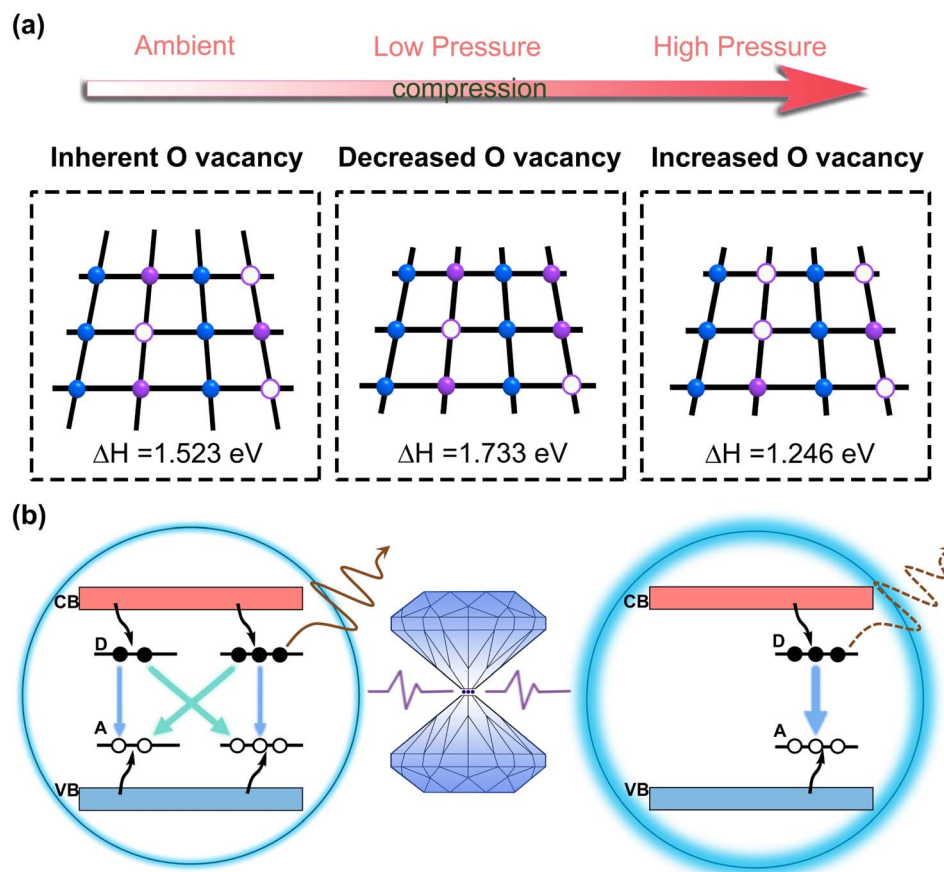 (a)
Ambient Low Pressure High Pressure
compression
Inherent O vacancy Decreased O vacancy Increased O vacancy
ΔH =1.523 eV ΔH =1.733 eV ΔH =1.246 eV
(b)
CB CB
D D
A A
VB VB